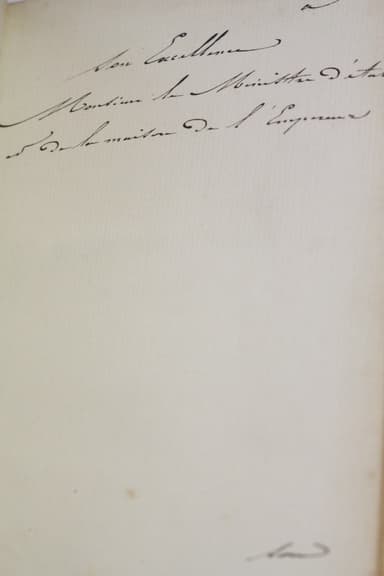 a
Son Excellence
Monsieur le Ministre d'état
et de la maison de l'Empereur